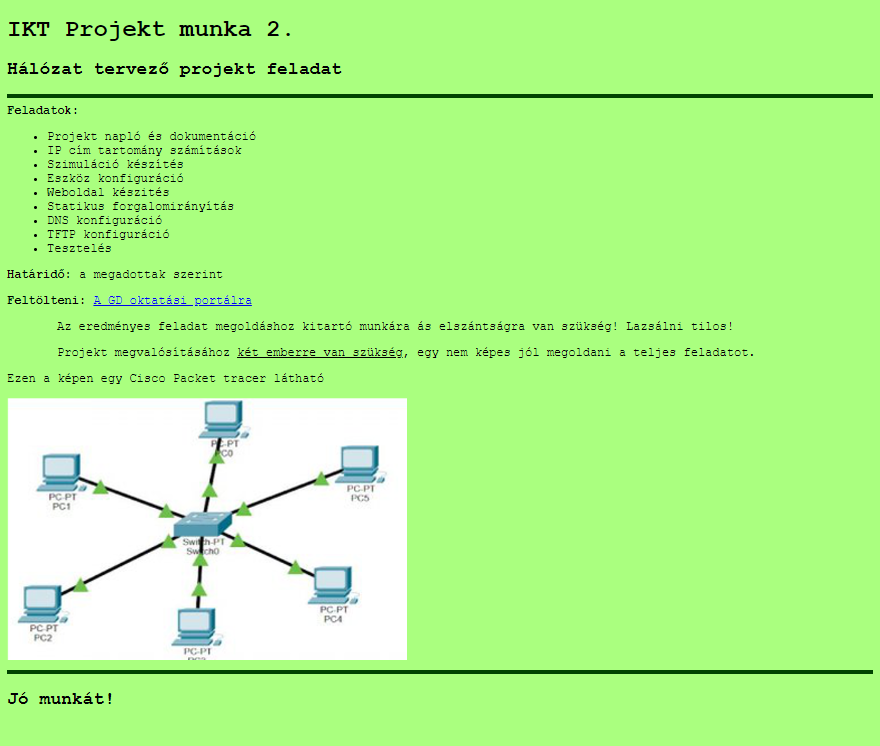 IKT Projekt munka 2.
Hálózat tervező projekt feladat
Feladatok:
Projekt napló és dokumentáció
IP cím tartomány számítások
Szimuláció készítés
Eszköz konfiguráció
Weboldal készítés
Statikus forgalomirányítás
DNS konfiguráció
TFTP konfiguráció
Tesztelés
Határidő: a megadottak szerint
Feltölteni: A GD oktatási portálra
Az eredményes feladat megoldáshoz kitartó munkára ás elszántságra van szükség! Lazsálni tilos!
Projekt megvalósításához két emberre van szükség, egy nem képes jól megoldani a teljes feladatot.
Ezen a képen egy Cisco Packet tracer látható
PC-PT
PC0
PC-PT
PC1
PC-PT
PC5
Switch-PT
Switch0
PC-PT
PC2
PC-PT
PC4
PC-PT
Jó munkát!